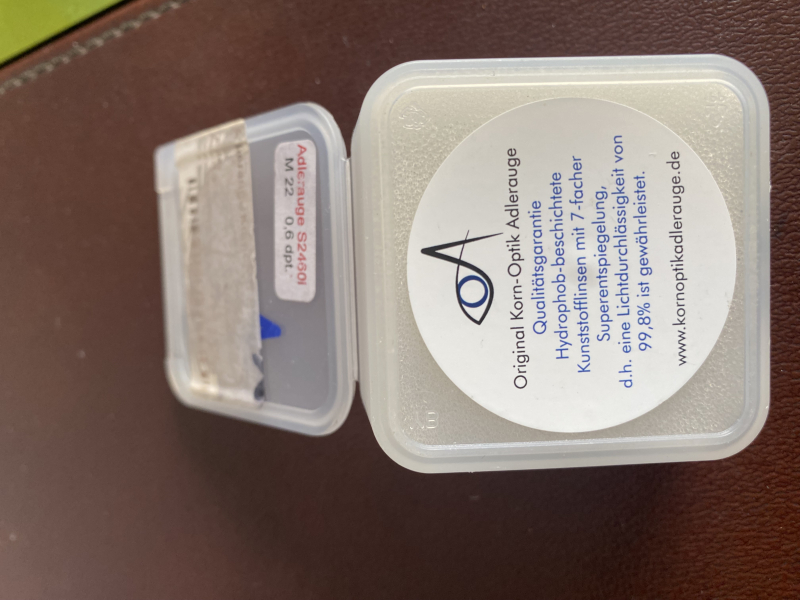 Adlerauge S2460I
M 22 0,6 dpt.
Original Korn-Optik Adlerauge
Qualitätsgarantie
Hydrophob-beschichtete
Kunststofflinsen mit 7-facher
Superentspiegelung,
d.h. eine Lichtdurchlässigkeit von
99,8% ist gewährleistet.
www.kornoptikadlerauge.de